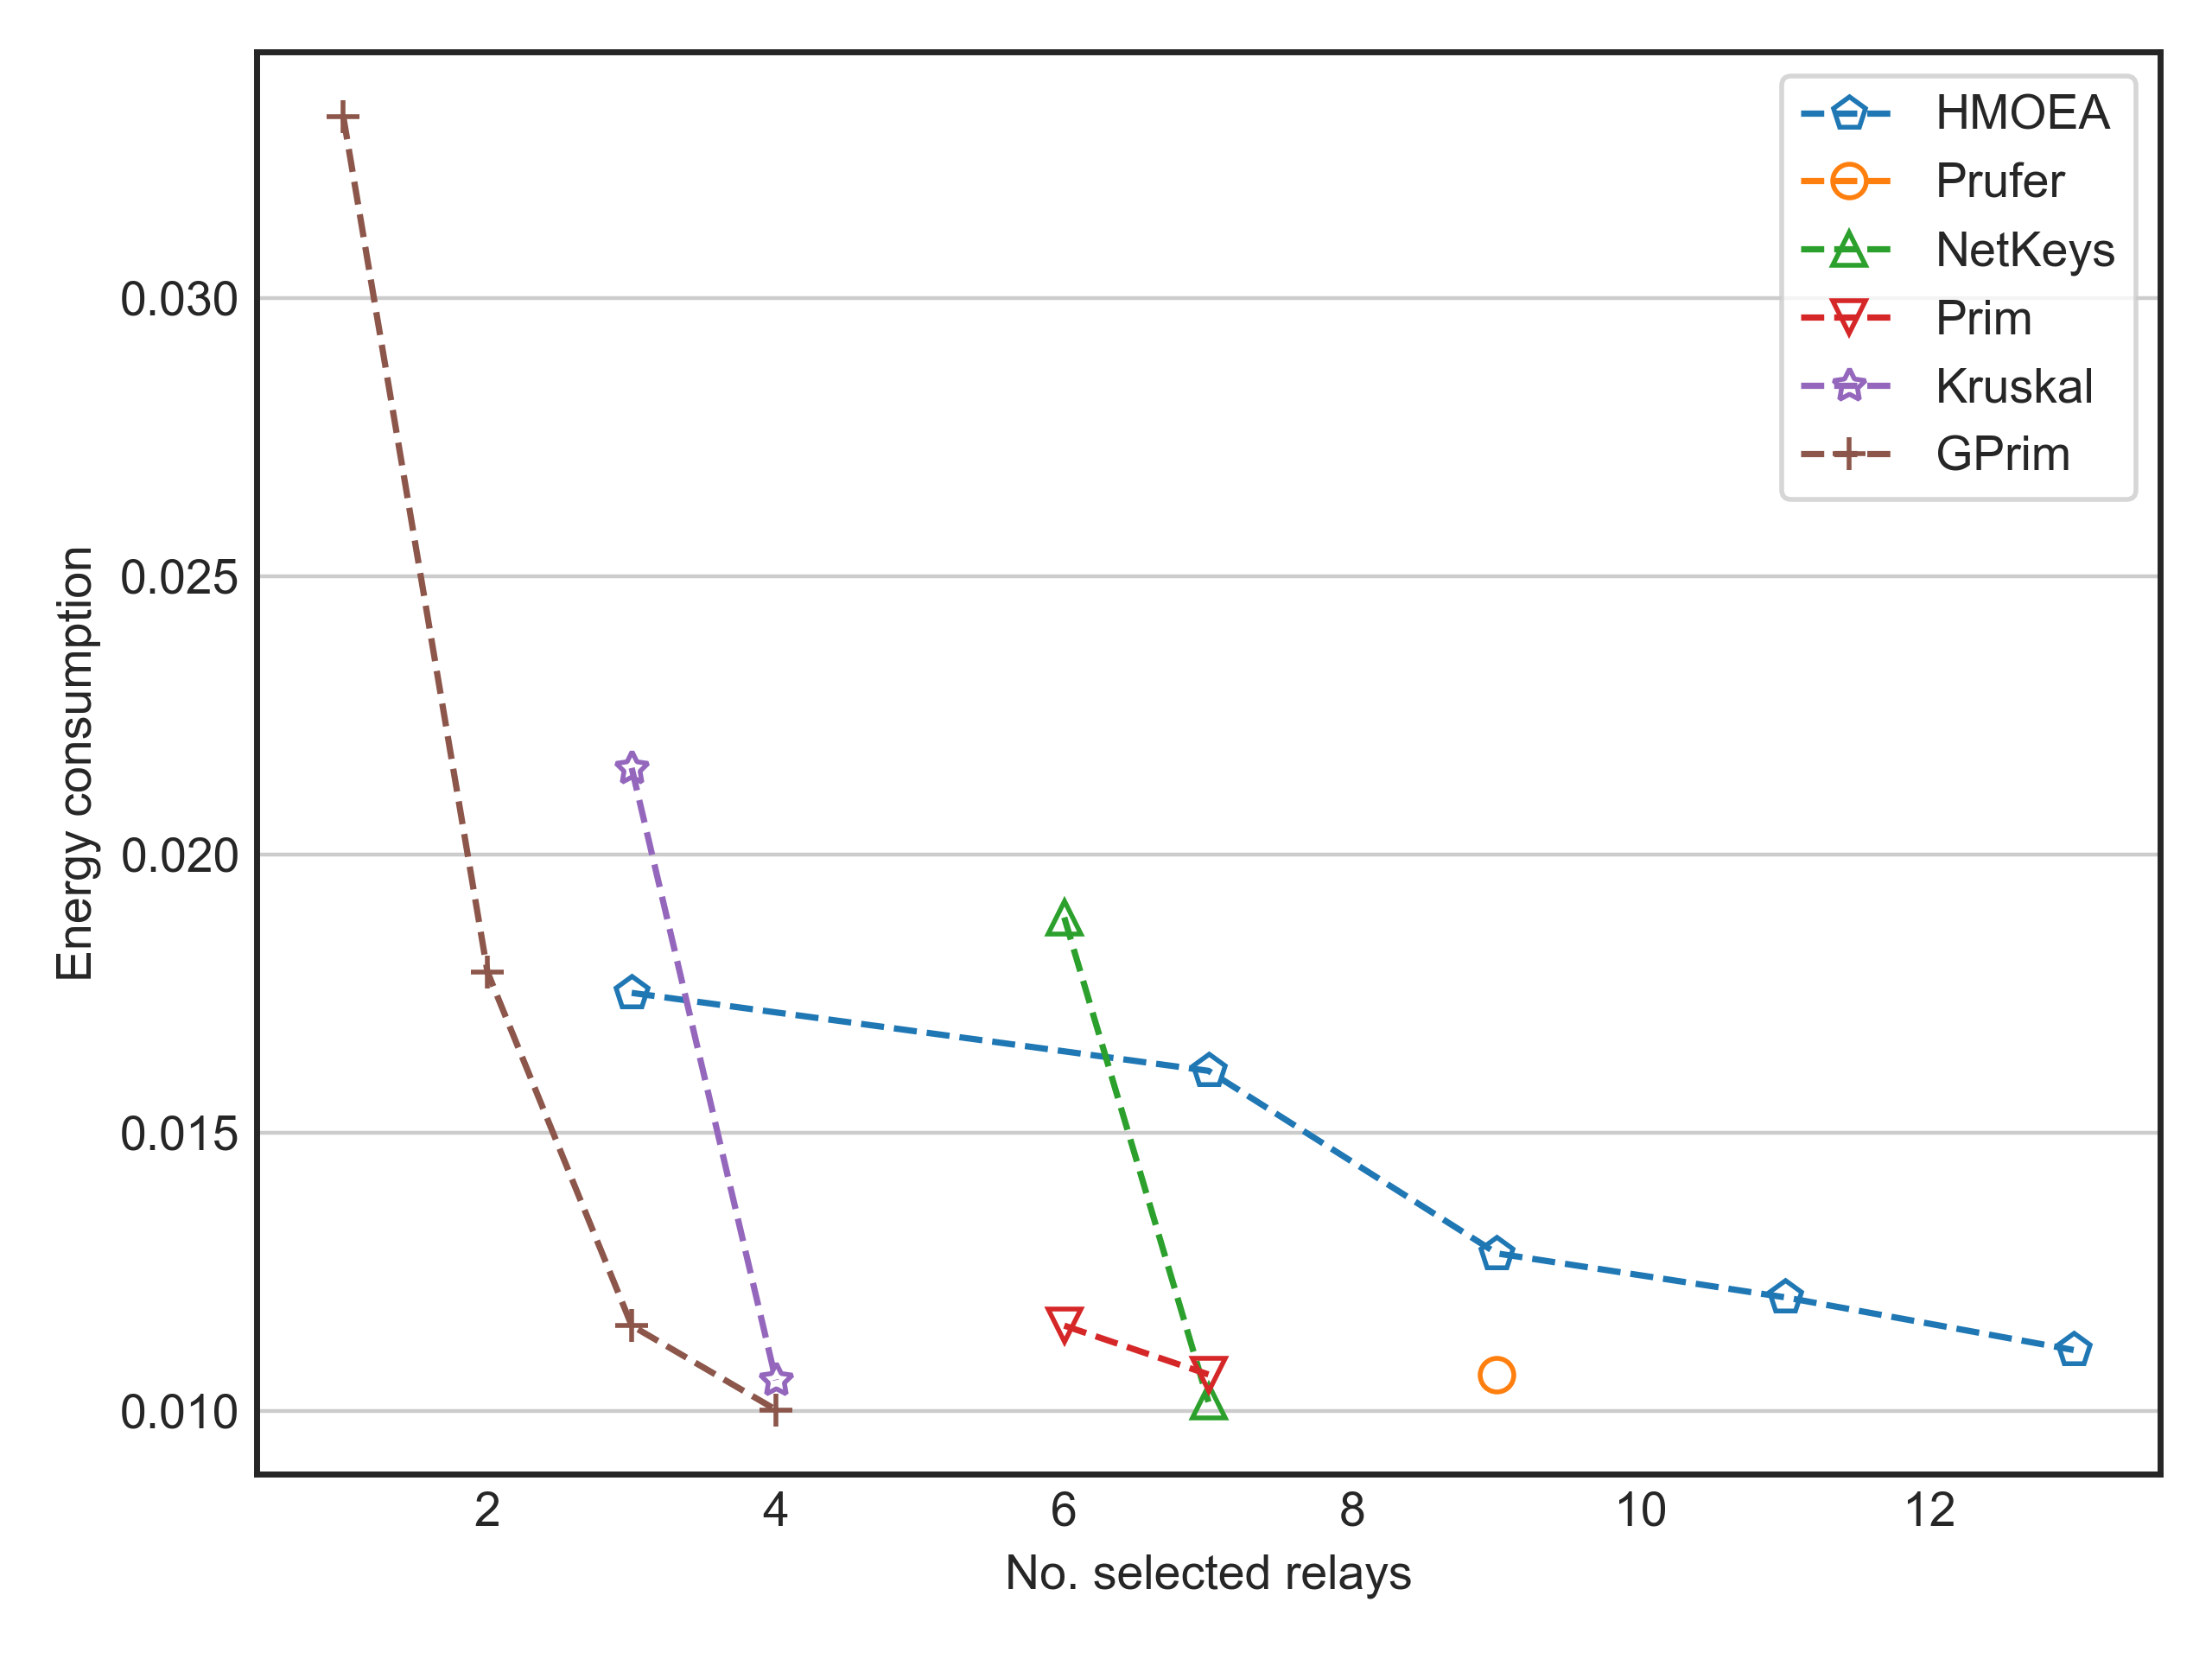 HMOEA
Prufer
NetKeys
Prim
Kruskal
GPrim
0.030
0.025
0.020
0.015
0.010
Energy consumption
2 4 6 8 10 12
No. selected relays